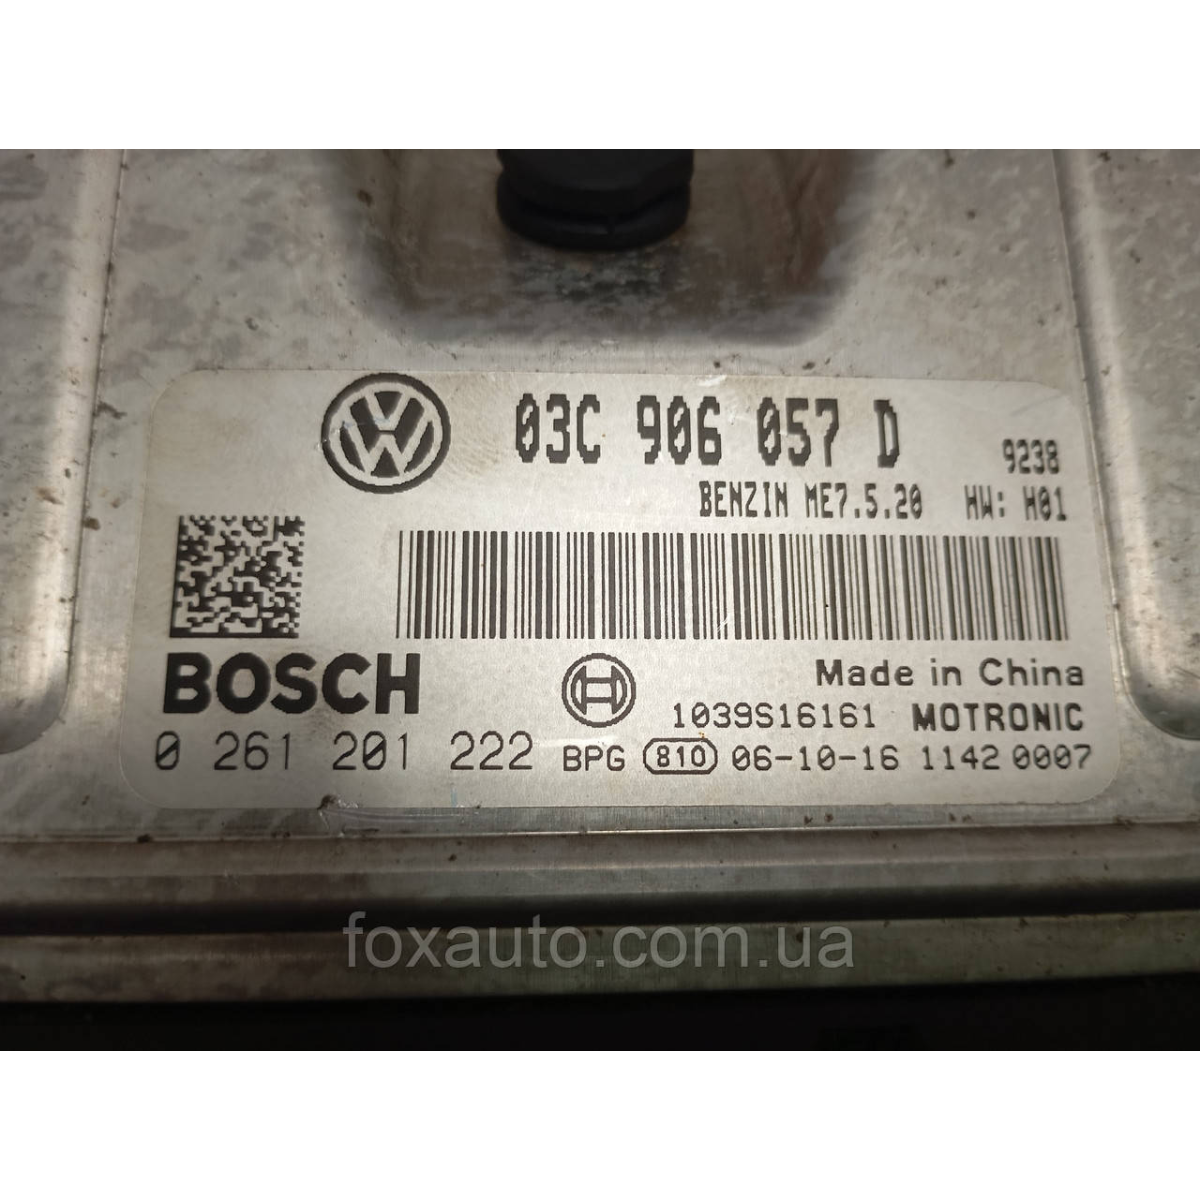 03C 906 057 D
9238
BENZIN ME7.5.20 HW: H01
BOSCH
Made in China
1039S16161 MOTRONIC
0 261 201 222 BPG 810 06-10-16 1142 0007
foxauto.com.ua